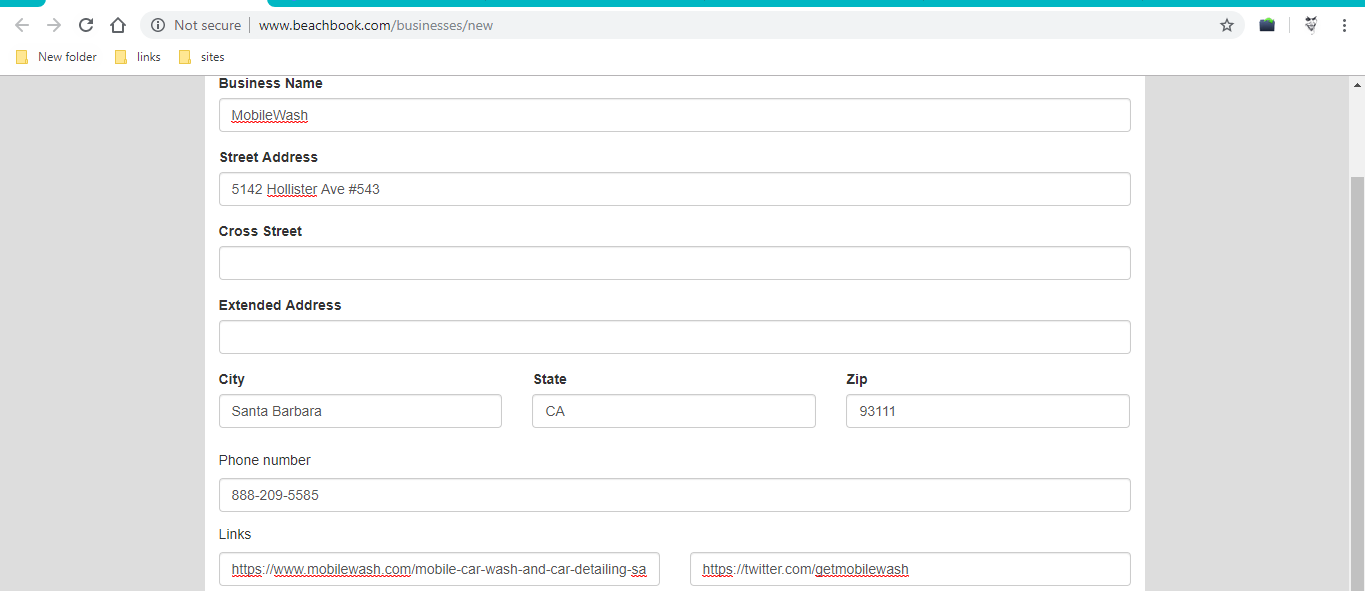 Not secure www.beachbook.com/businesses/new
New folder links sites
Business Name
MobileWash
Street Address
5142 Hollister Ave #543
Cross Street
Extended Address
City State Zip
Santa Barbara CA 93111
Phone number
888-209-5585
Links
https://www.mobilewash.com/mobile-car-wash-and-car-detailing-sa https://twitter.com/getmobilewash